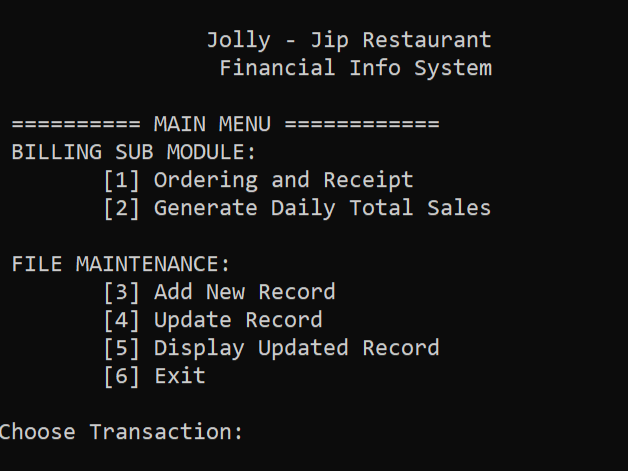 Jolly - Jip Restaurant
Financial Info System
========== MAIN MENU ============
BILLING SUB MODULE:
[1] Ordering and Receipt
[2] Generate Daily Total Sales
FILE MAINTENANCE:
[3] Add New Record
[4] Update Record
[5] Display Updated Record
[6] Exit
Choose Transaction: